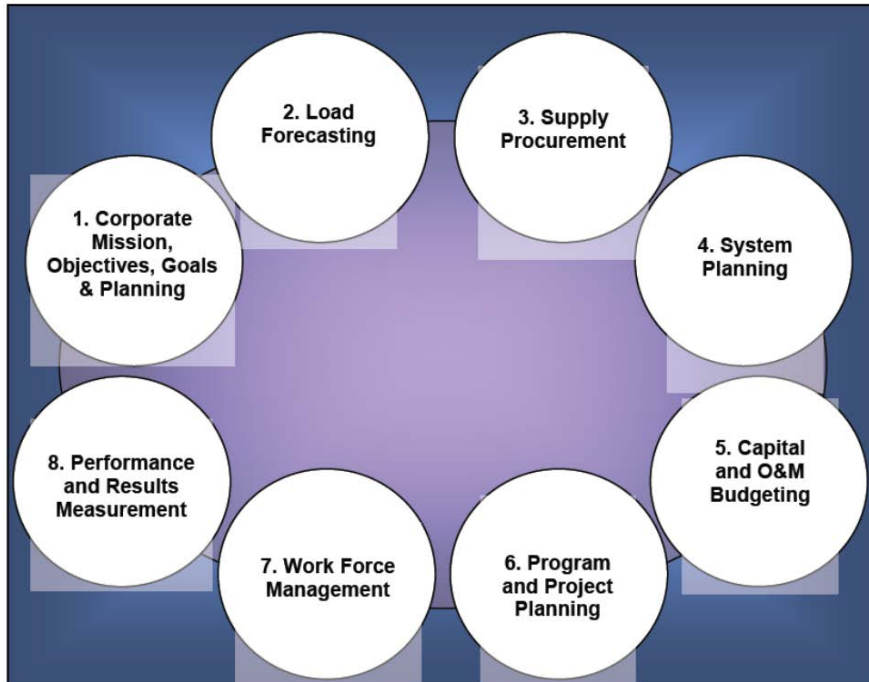 1. Corporate
Mission,
Objectives, Goals
& Planning
2. Load
Forecasting
3. Supply
Procurement
4. System
Planning
5. Capital
and O&M
Budgeting
6. Program
and Project
Planning
7. Work Force
Management
8. Performance
and Results
Measurement